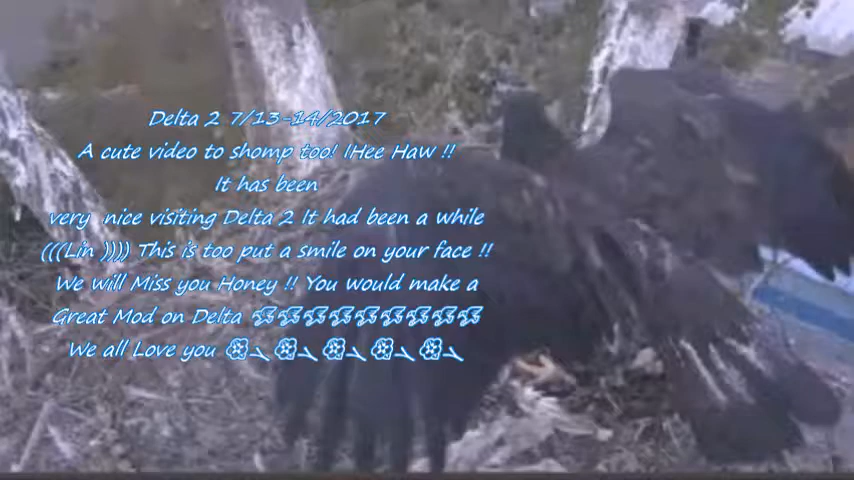 Delta 2 7/13-14/2017
A cute video to shomp too! IHee Haw !!
It has been
very nice visiting Delta 2 It had been a while
(((Lin )))) This is too put a smile on your face !!
We will Miss you Honey !! You would make a
Great Mod on Delta
We all Love you